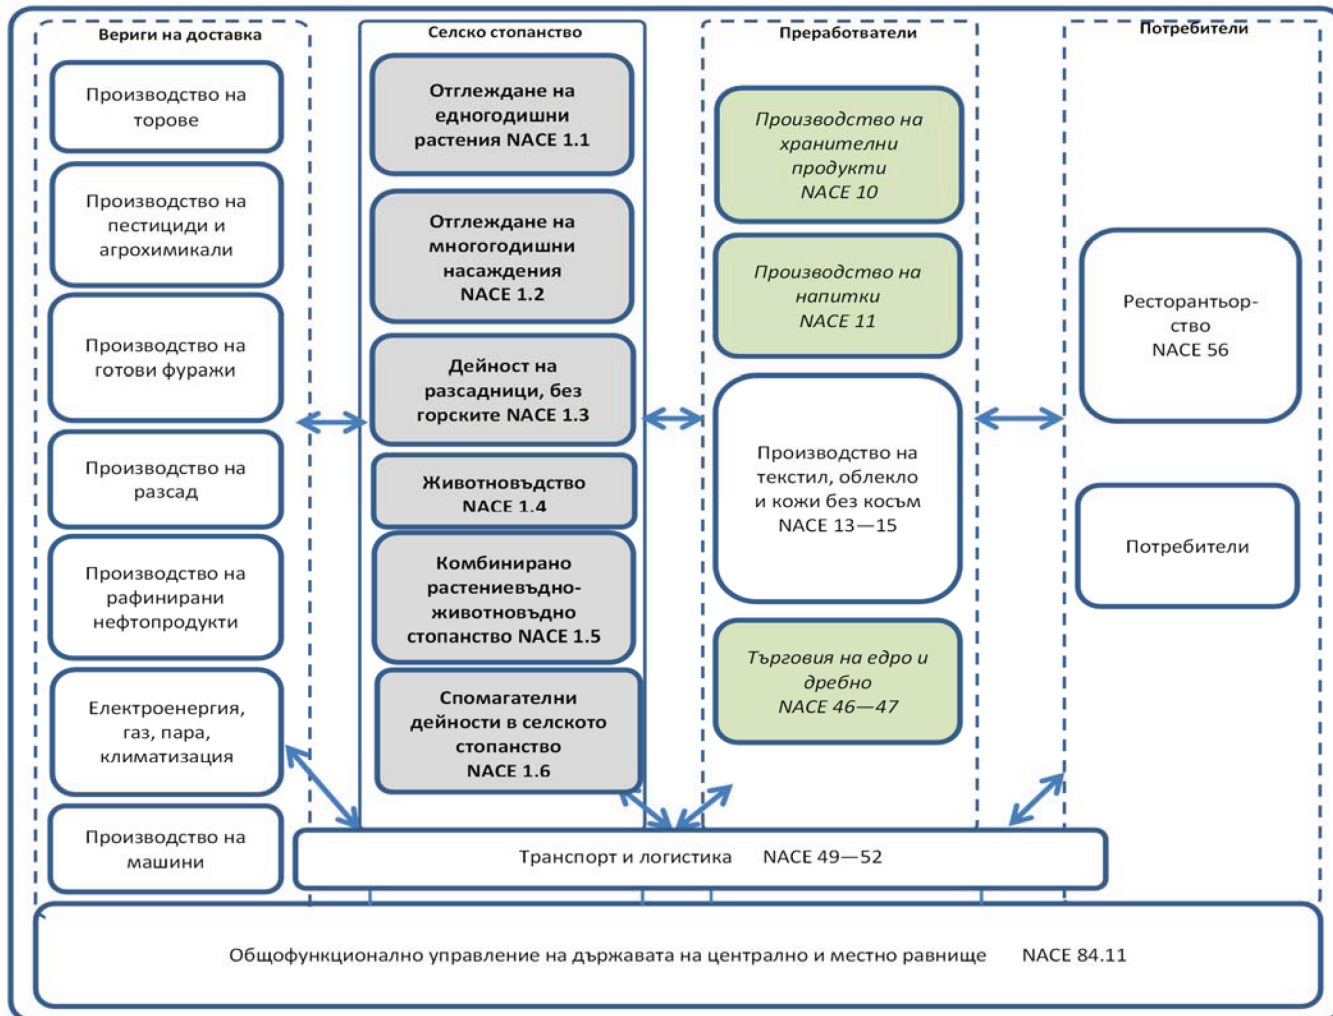 Вериги на доставка
Производство на
торове
Производство на
пестициди и
агрохимикали
Производство на
готови фуражи
Производство на
разсад
Производство на
рафинирани
нефтопродукти
Електроенергия,
газ, пара,
климатизация
Производство на
машини
Селско стопанство
Отглеждане на
едногодишни
растения NACE 1.1
Отглеждане на
многогодишни
насаждения
NACE 1.2
Дейност на
разсадници, без
горските NACE 1.3
Животновъдство
NACE 1.4
Комбинирано
растениевъдно-
животновъдно
стопанство NACE 1.5
Спомагателни
дейности в селското
стопанство
NACE 1.6
Преработватели
Производство на
хранителни
продукти
NACE 10
Производство на
напитки
NACE 11
Производство на
текстил, облекло
и кожи без косъм
NACE 13—15
Търговия на едро и
дребно
NACE 46—47
Потребители
Ресторантьор-
ство
NACE 56
Потребители
Транспорт и логистика NACE 49—52
Общофункционално управление на държавата на централно и местно равнище NACE 84.11